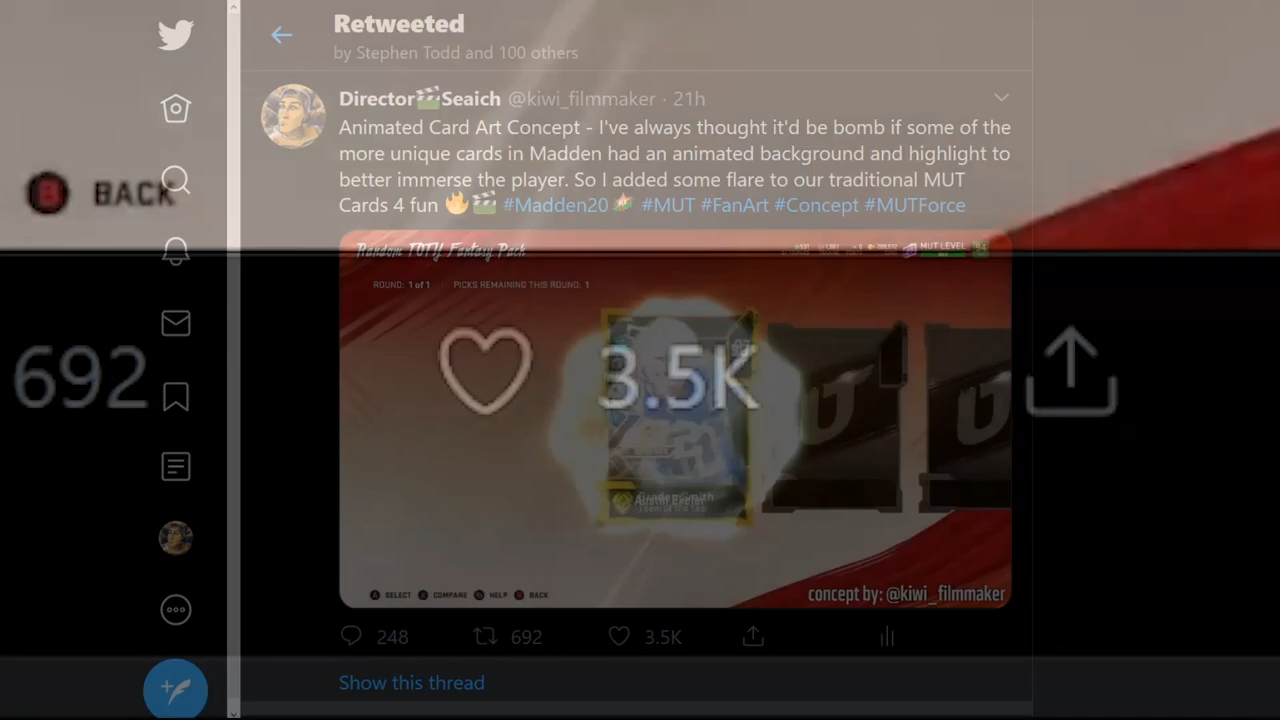 Retweeted
by Stephen Todd and 100 others
Director🎬Seaich @kiwi_filmmaker · 21h
Animated Card Art Concept - I've always thought it'd be bomb if some of the
more unique cards in Madden had an animated background and highlight to
better immerse the player. So I added some flare to our traditional MUT
Cards 4 fun 🔥🎬 #Madden20 #MUT #FanArt #Concept #MUTForce
B BACK
Random TOTY Fantasy Pack
MUT LEVEL
ROUND: 1 of 1 PICKS REMAINING THIS ROUND: 1
692 3.5K
Austin Ekeler
SELECT COMPARE HELP BACK
concept by: @kiwi_filmmaker
248 692 3.5K
Show this thread